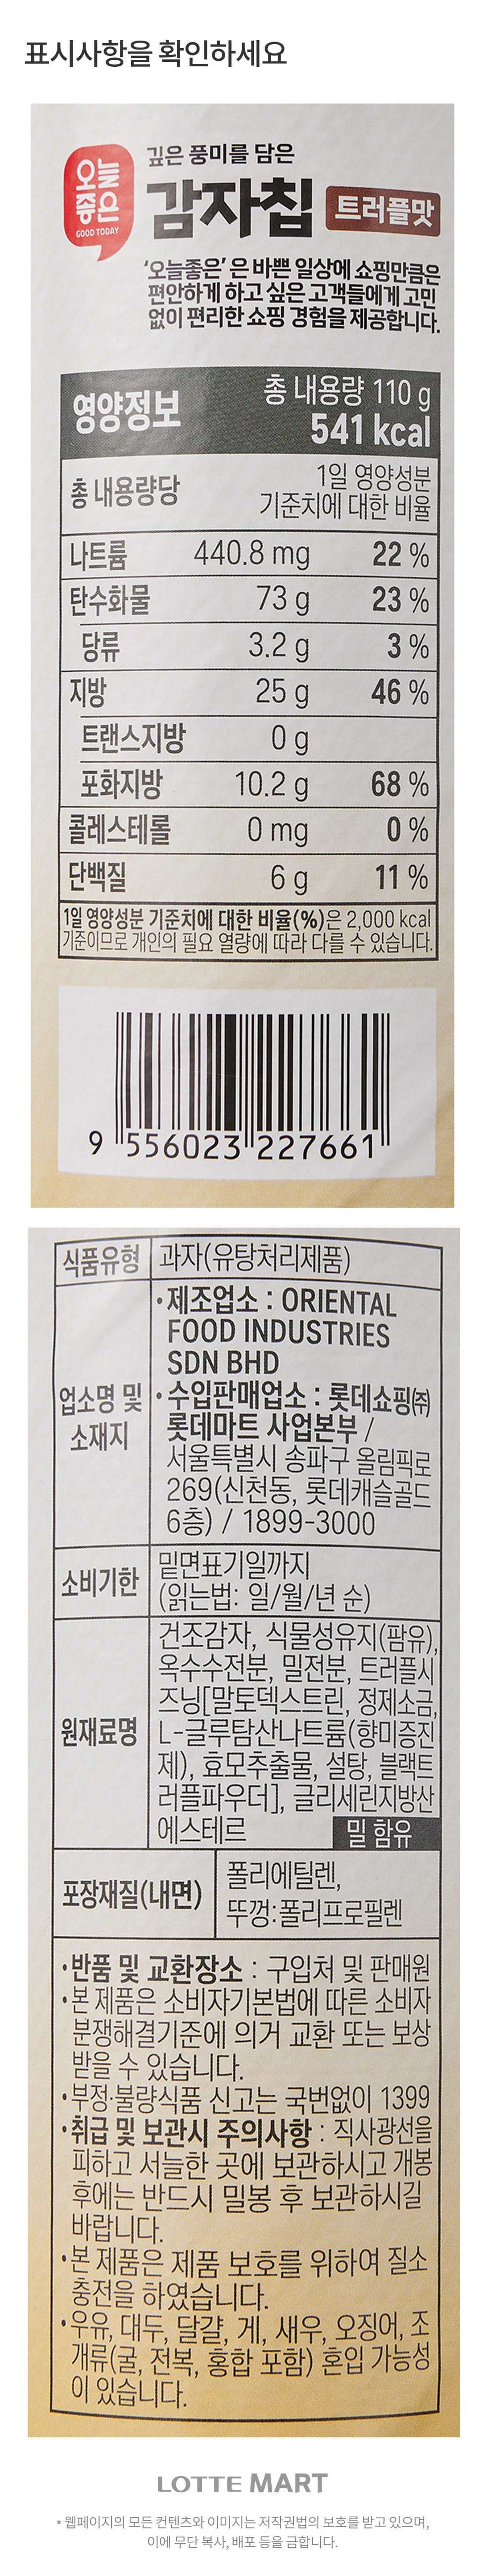 표시사항을 확인하세요
오늘
좋은
GOOD TODAY
깊은 풍미를 담은
감자칩 트러플맛
'오늘좋은' 은 바쁜 일상에 쇼핑만큼은
편안하게 하고 싶은 고객들에게 고민
없이 편리한 쇼핑 경험을 제공합니다.
영양정보 총 내용량 110 g
541 kcal
총 내용량당 1일 영양성분
기준치에 대한 비율
나트륨 440.8 mg 22 %
탄수화물 73 g 23 %
당류 3.2 g 3 %
지방 25 g 46 %
트랜스지방 0 g
포화지방 10.2 g 68 %
콜레스테롤 0 mg 0 %
단백질 6 g 11 %
1일 영양성분 기준치에 대한 비율(%)은 2,000 kcal
기준이므로 개인의 필요 열량에 따라 다를 수 있습니다.
9 556023 227661
식품유형 과자(유탕처리제품)
업소명 및
소재지
•제조업소 : ORIENTAL
FOOD INDUSTRIES
SDN BHD
•수입판매업소 : 롯데쇼핑㈜
롯데마트 사업본부 /
서울특별시 송파구 올림픽로
269(신천동, 롯데캐슬골드
6층) / 1899-3000
소비기한 밑면표기일까지
(읽는법: 일/월/년 순)
원재료명
건조감자, 식물성유지(팜유),
옥수수전분, 밀전분, 트러플시
즈닝[말토덱스트린, 정제소금,
L-글루탐산나트륨(향미증진
제), 효모추출물, 설탕, 블랙트
러플파우더], 글리세린지방산
에스테르 밀 함유
포장재질(내면) 폴리에틸렌,
뚜껑:폴리프로필렌
•반품 및 교환장소 : 구입처 및 판매원
•본 제품은 소비자기본법에 따른 소비자
분쟁해결기준에 의거 교환 또는 보상
받을 수 있습니다.
•부정·불량식품 신고는 국번없이 1399
•취급 및 보관시 주의사항 : 직사광선을
피하고 서늘한 곳에 보관하시고 개봉
후에는 반드시 밀봉 후 보관하시길
바랍니다.
•본 제품은 제품 보호를 위하여 질소
충전을 하였습니다.
•우유, 대두, 달걀, 게, 새우, 오징어, 조
개류(굴, 전복, 홍합 포함) 혼입 가능성
이 있습니다.
LOTTE MART
* 웹페이지의 모든 컨텐츠와 이미지는 저작권법의 보호를 받고 있으며,
이에 무단 복사, 배포 등을 금합니다.